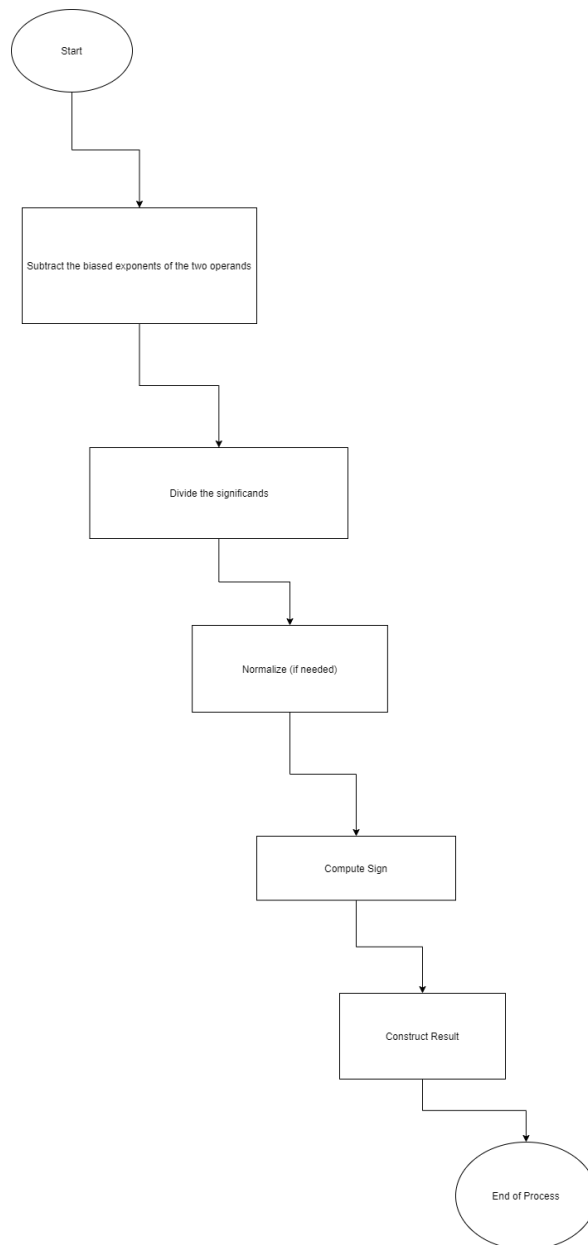 Start
Subtract the biased exponents of the two operands
Divide the significands
Normalize (if needed)
Compute Sign
Construct Result
End of Process